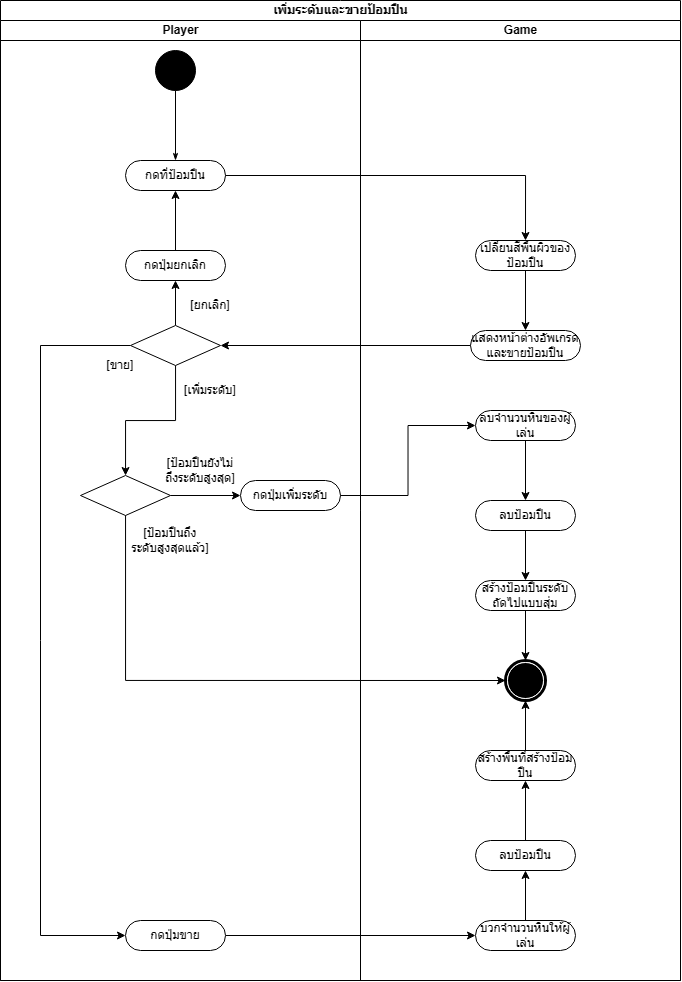 เพิ่มระดับและขายป้อมปืน
Player
Game
กดที่ป้อมปืน
เปลี่ยนสีพื้นผิวของ
ป้อมปืน
กดปุ่มยกเลิก
[ยกเลิก]
แสดงหน้าต่างอัพเกรด
และขายป้อมปืน
[ขาย]
[เพิ่มระดับ]
ลบจำนวนหินของผู้
เล่น
[ป้อมปืนยังไม่
ถึงระดับสูงสุด]
กดปุ่มเพิ่มระดับ
ลบป้อมปืน
[ป้อมปืนถึง
ระดับสูงสุดแล้ว]
สร้างป้อมปืนระดับ
ถัดไปแบบสุ่ม
สร้างพื้นที่สร้างป้อม
ปืน
ลบป้อมปืน
กดปุ่มขาย
บวกจำนวนหินให้ผู้
เล่น